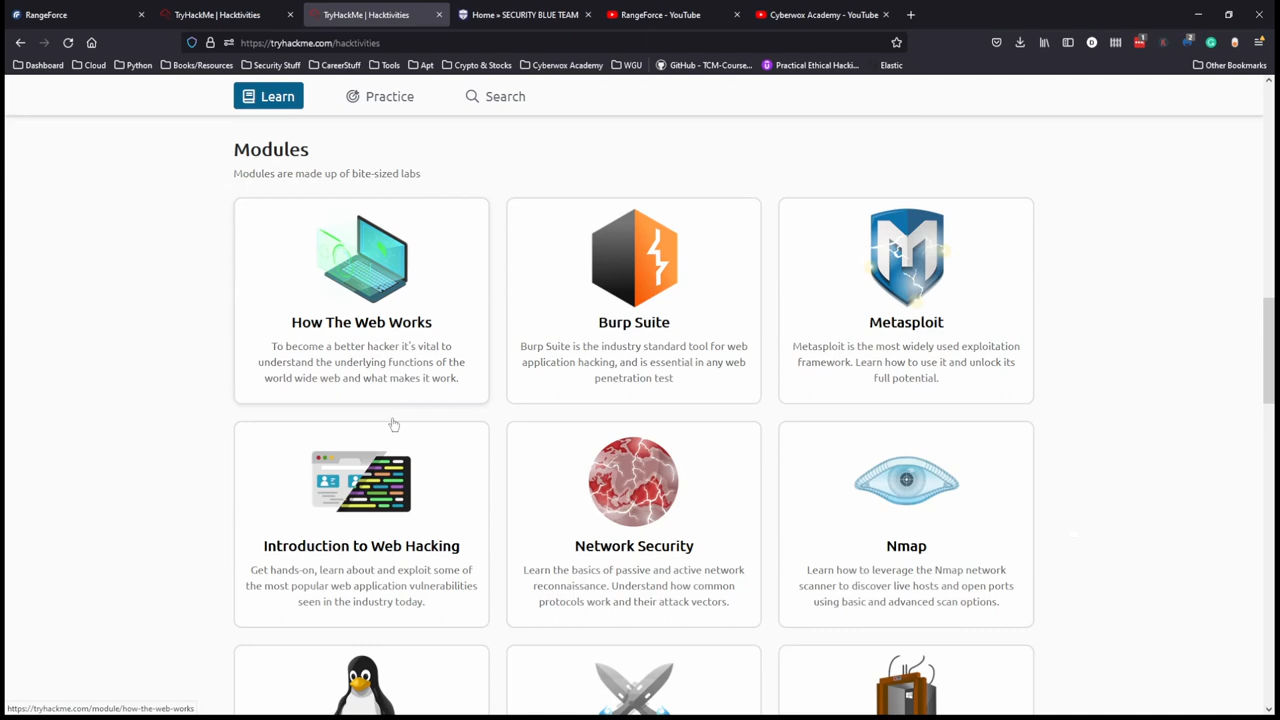 RangeForce
TryHackMe | Hacktivities
TryHackMe | Hacktivities
Home » SECURITY BLUE TEAM
RangeForce - YouTube
Cyberwox Academy - YouTube
https://tryhackme.com/hacktivities
Dashboard
Cloud
Python
Books/Resources
Security Stuff
CareerStuff
Tools
Apt
Crypto & Stocks
Cyberwox Academy
WGU
GitHub - TCM-Course...
Practical Ethical Hacki...
Elastic
Other Bookmarks
Learn
Practice
Search
Modules
Modules are made up of bite-sized labs
How The Web Works
To become a better hacker it's vital to
understand the underlying functions of the
world wide web and what makes it work.
Burp Suite
Burp Suite is the industry standard tool for web
application hacking, and is essential in any web
penetration test
Metasploit
Metasploit is the most widely used exploitation
framework. Learn how to use it and unlock its
full potential.
Introduction to Web Hacking
Get hands-on, learn about and exploit some of
the most popular web application vulnerabilities
seen in the industry today.
Network Security
Learn the basics of passive and active network
reconnaissance. Understand how common
protocols work and their attack vectors.
Nmap
Learn how to leverage the Nmap network
scanner to discover live hosts and open ports
using basic and advanced scan options.
https://tryhackme.com/module/how-the-web-works